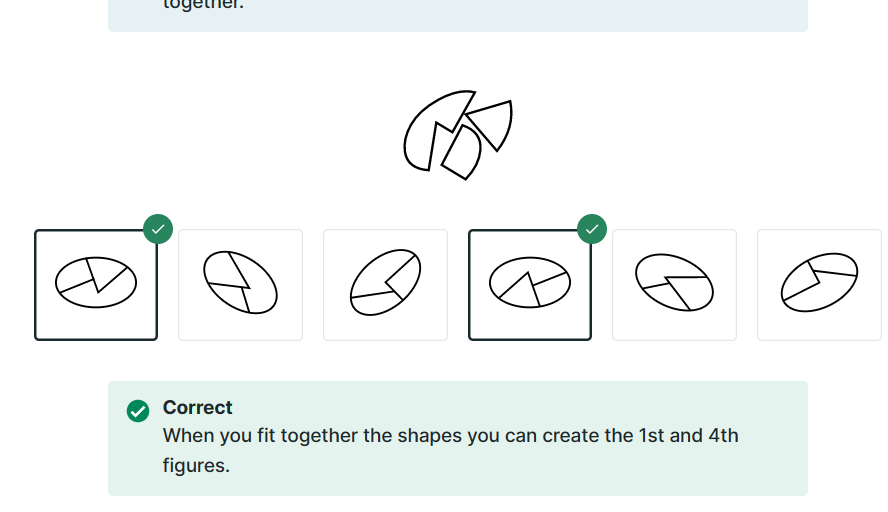 together.
Correct
When you fit together the shapes you can create the 1st and 4th
figures.